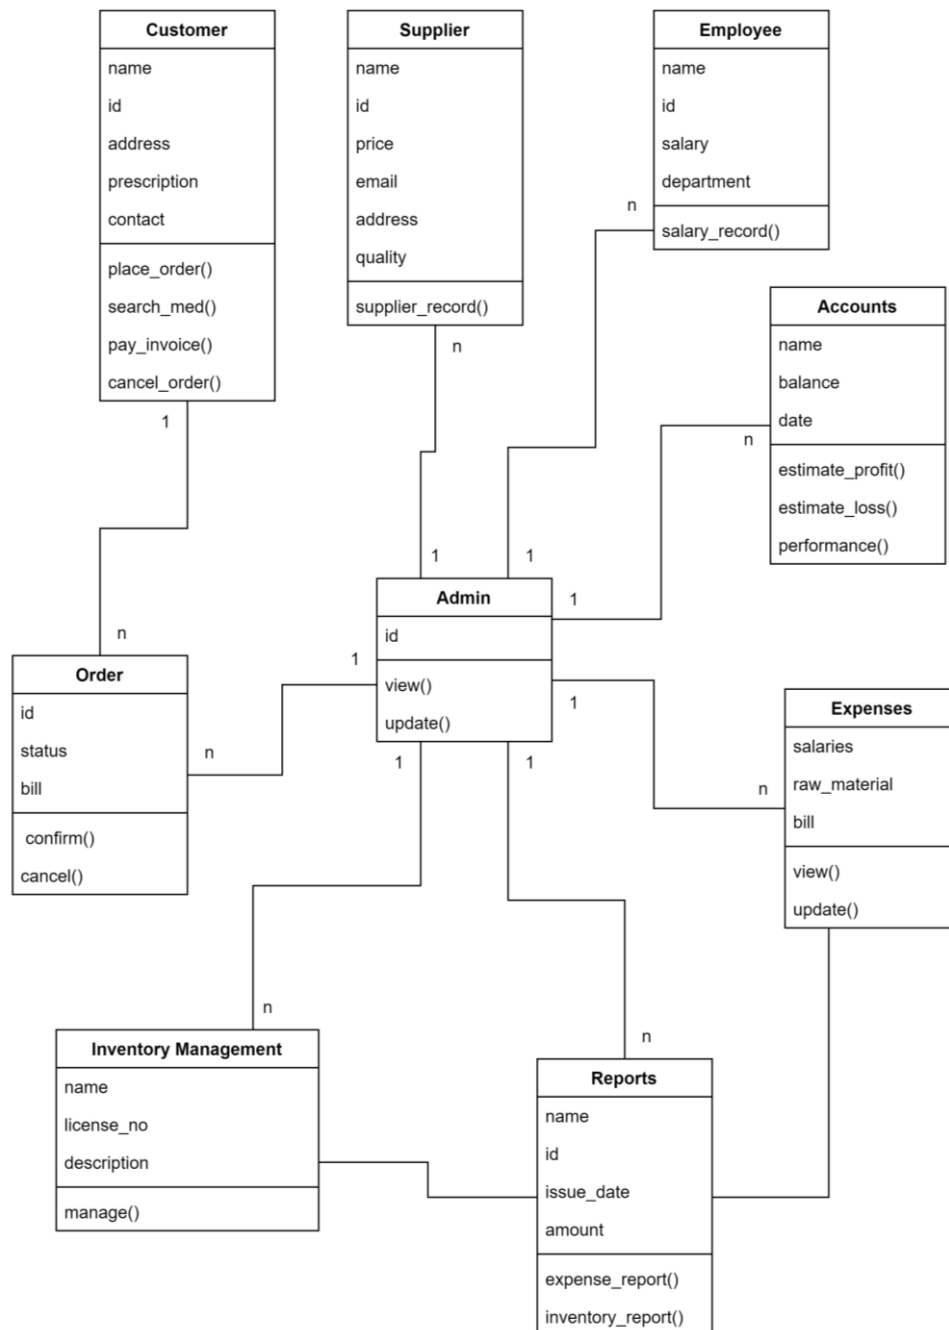 Customer
name
id
address
prescription
contact
place_order()
search_med()
pay_invoice()
cancel_order()
1
Supplier
name
id
price
email
address
quality
supplier_record()
n
Employee
name
id
salary
department
n
salary_record()
Accounts
name
balance
date
n
estimate_profit()
estimate_loss()
performance()
1
1
1
Admin
id
view()
update()
1
1
1
1
n
Order
id
status
bill
n
confirm()
cancel()
Expenses
salaries
raw_material
bill
n
view()
update()
n
Inventory Management
name
license_no
description
manage()
n
Reports
name
id
issue_date
amount
expense_report()
inventory_report()